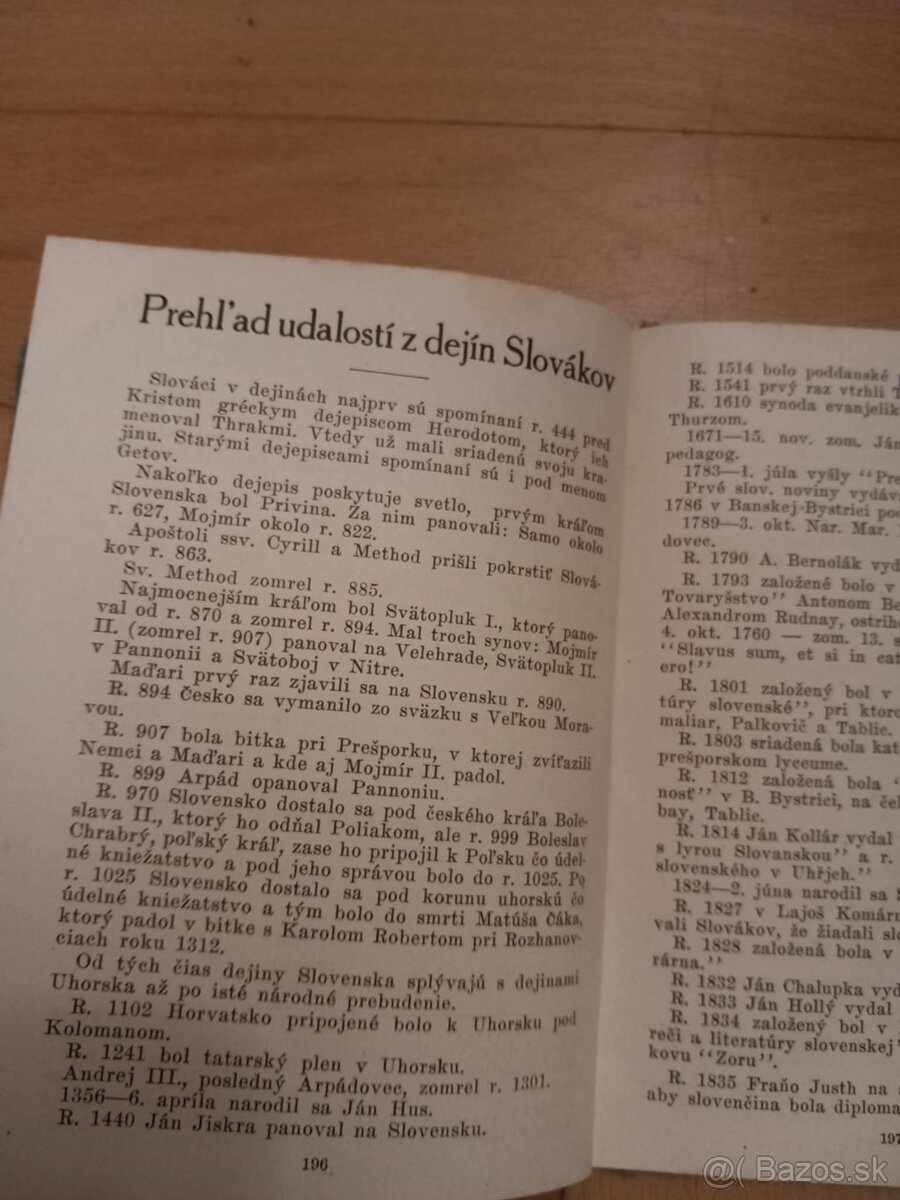 Prehľad udalostí z dejín Slovákov
Slováci v dejinách najprv sú spomínaní r. 444 pred
Kristom gréckym dejepiscom Herodotom, ktorý ich
menoval Thrakmi. Vtedy už mali sriadenú svoju kra-
jinu. Starými dejepiscami spomínaní sú i pod menom
Getov.
Nakoľko dejepis poskytuje svetlo, prvým kráľom
Slovenska bol Privina. Za nim panovali: Samo okolo
r. 627, Mojmír okolo r. 822.
Apoštoli ssv. Cyrill a Method prišli pokrstiť Slová-
kov r. 863.
Sv. Method zomrel r. 885.
Najmocnejším kráľom bol Svätopluk I., ktorý pano-
val od r. 870 a zomrel r. 894. Mal troch synov: Mojmír
II. (zomrel r. 907) panoval na Velehrade, Svätopluk II.
v Pannonii a Svätoboj v Nitre.
Maďari prvý raz zjavili sa na Slovensku r. 890.
R. 894 Česko sa vymanilo zo sväzku s Veľkou Mora-
vou.
R. 907 bola bitka pri Prešporku, v ktorej zvíťazili
Nemci a Maďari a kde aj Mojmír II. padol.
R. 899 Arpád opanoval Pannoniu.
R. 970 Slovensko dostalo sa pod českého kráľa Bole-
slava II., ktorý ho odňal Poliakom, ale r. 999 Boleslav
Chrabrý, poľský kráľ, zase ho pripojil k Poľsku čo údel-
né kniežatstvo a pod jeho správou bolo do r. 1025. Po
r. 1025 Slovensko dostalo sa pod korunu uhorskú čo
údelné kniežatstvo a tým bolo do smrti Matúša Čáka,
ktorý padol v bitke s Karolom Robertom pri Rozhanov-
ciach roku 1312.
Od tých čias dejiny Slovenska splývajú s dejinami
Uhorska až po isté národné prebudenie.
R. 1102 Horvatsko pripojené bolo k Uhorsku pod
Kolomanom.
R. 1241 bol tatarský plen v Uhorsku.
Andrej III., posledný Arpádovec, zomrel r. 1301.
1356—6. apríla narodil sa Ján Hus.
R. 1440 Ján Jiskra panoval na Slovensku.
196
R. 1514 bolo poddanské
R. 1541 prvý raz vtrhli
R. 1610 synoda evanjelik
Thurzom.
1671—15. nov. zom. Ján
pedagog.
1783—1. júla vyšly "Pre
Prvé slov. noviny vydáv
1786 v Banskej-Bystrici
1789—3. okt. Nar. Mar.
dovec.
R. 1790 A. Bernolák vyd
R. 1793 založené bolo v
Tovaryšstvo" Antonom Be
Alexandrom Rudnay, ostriho
4. okt. 1760 — zom. 13. s
"Slavus sum, et si in cat
ero!"
R. 1801 založený bol v
túry slovenské", pri ktore
maliar, Palkovič a Tablic.
R. 1803 sriadená bola kat
prešporskom lyceume.
R. 1812 založená bola
nosť" v B. Bystrici, na čel
bay, Tablic.
R. 1814 Ján Kollár vydal
s lyrou Slovanskou" a r.
slovenského v Uhřjeh."
1824—2. júna narodil sa
R. 1827 v Lajoš Komárn
vali Slovákov, že žiadali slo
R. 1828 založená bola v
rárna."
R. 1832 Ján Chalupka vyd
R. 1833 Ján Hollý vydal
R. 1834 založený bol v
reči a literatúry slovenskej
kovu "Zoru".
R. 1835 Fraňo Justh na
aby slovenčina bola diploma
197
@( Bazos.sk